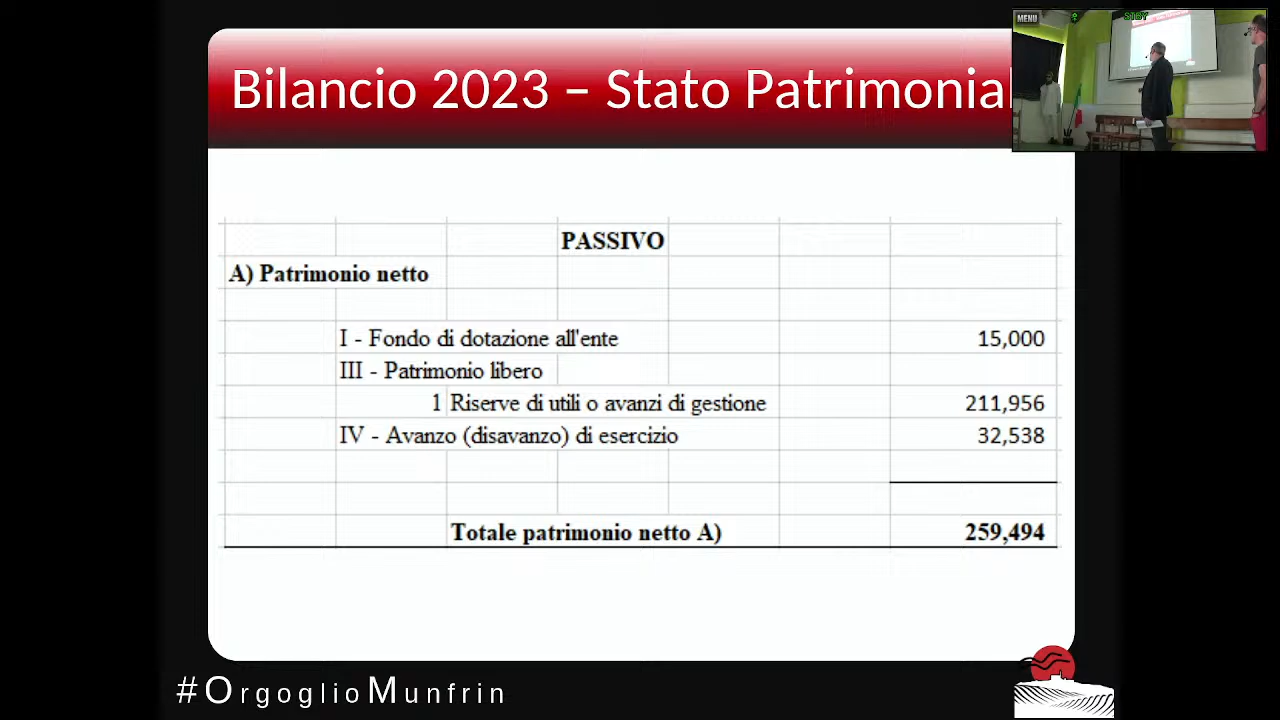 Bilancio 2023 – Stato Patrimonial
MENU
STBY
PASSIVO
A) Patrimonio netto
I - Fondo di dotazione all'ente 15,000
III - Patrimonio libero
1 Riserve di utili o avanzi di gestione 211,956
IV - Avanzo (disavanzo) di esercizio 32,538
Totale patrimonio netto A) 259,494
#OrgoglioMunfrin